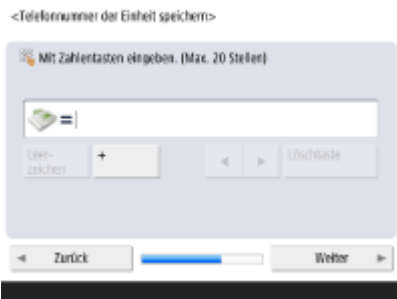 <Telefonnummer der Einheit speichern>
Mit Zahlentasten eingeben. (Max. 20 Stellen)
=
Leer-
zeichen
+
◀ ▶ Löschtaste
◀ Zurück
Weiter ▶